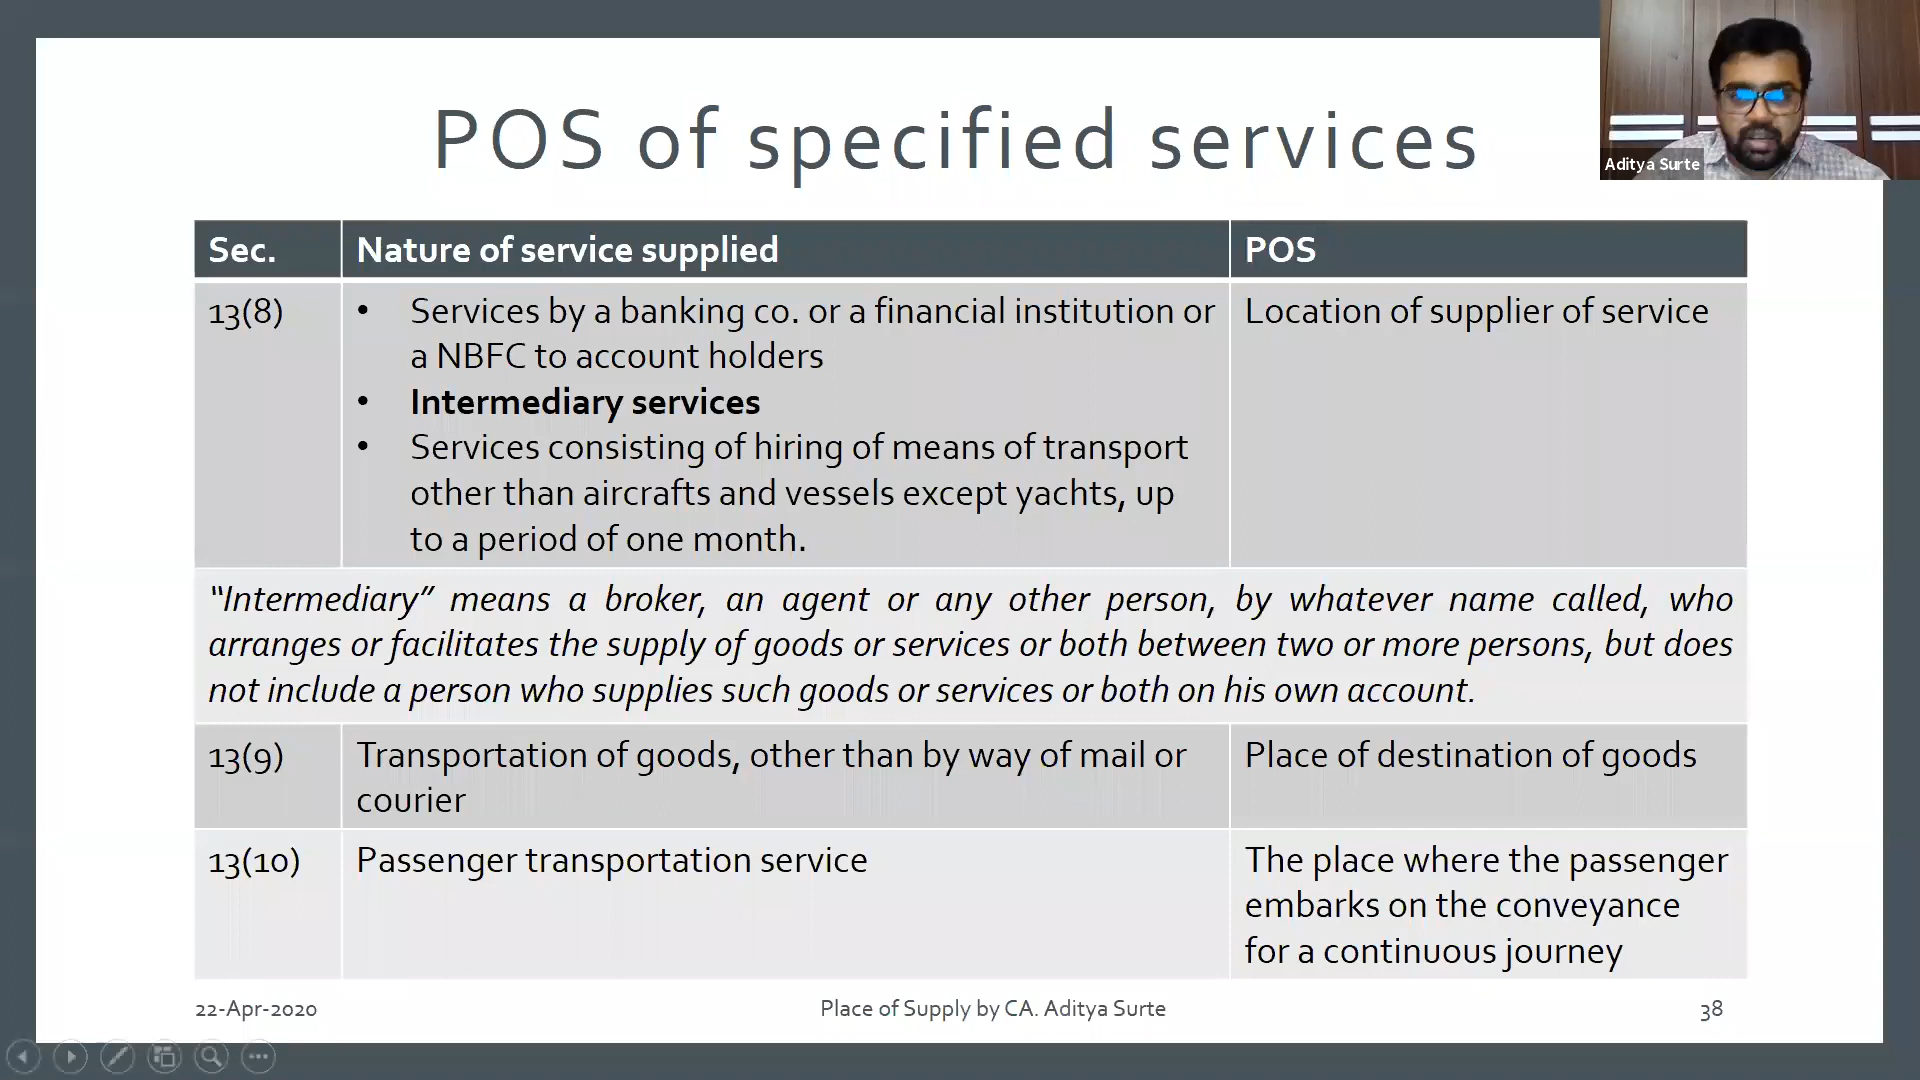 POS of specified services
Aditya Surte
Sec.
Nature of service supplied
POS
13(8)
• Services by a banking co. or a financial institution or
a NBFC to account holders
• Intermediary services
• Services consisting of hiring of means of transport
other than aircrafts and vessels except yachts, up
to a period of one month.
Location of supplier of service
“Intermediary” means a broker, an agent or any other person, by whatever name called, who
arranges or facilitates the supply of goods or services or both between two or more persons, but does
not include a person who supplies such goods or services or both on his own account.
13(9)
Transportation of goods, other than by way of mail or
courier
Place of destination of goods
13(10)
Passenger transportation service
The place where the passenger
embarks on the conveyance
for a continuous journey
22-Apr-2020
Place of Supply by CA. Aditya Surte
38